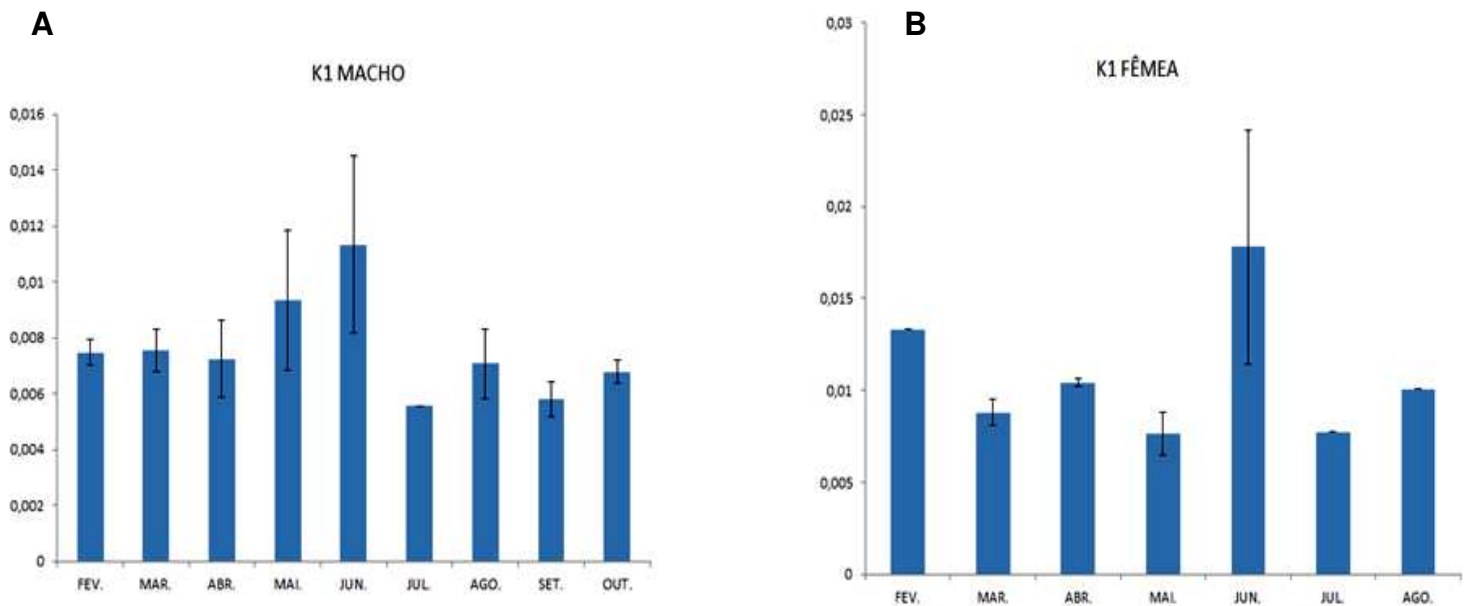 A
K1 MACHO
0,016
0,014
0,012
0,01
0,008
0,006
0,004
0,002
0
FEV. MAR. ABR. MAI. JUN. JUL. AGO. SET. OUT.
B
K1 FÊMEA
0,03
0,025
0,02
0,015
0,01
0,005
0
FEV. MAR. ABR. MAI. JUN. JUL. AGO.